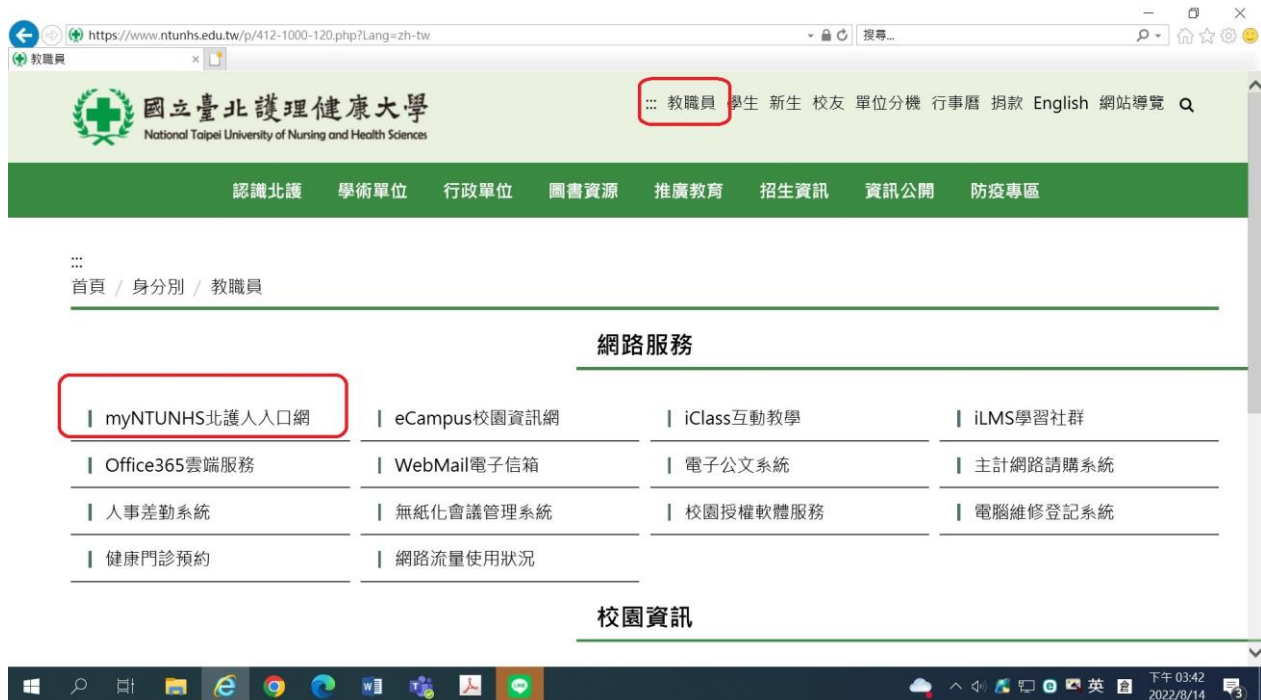 https://www.ntunhs.edu.tw/p/412-1000-120.php?Lang=zh-tw
搜尋...
教職員
國立臺北護理健康大學
National Taipei University of Nursing and Health Sciences
::: 教職員 學生 新生 校友 單位分機 行事曆 捐款 English 網站導覽
認識北護 學術單位 行政單位 圖書資源 推廣教育 招生資訊 資訊公開 防疫專區
:::
首頁 / 身分別 / 教職員
網路服務
myNTUNHS北護人入口網 eCampus校園資訊網 iClass互動教學 iLMS學習社群
Office365雲端服務 WebMail電子信箱 電子公文系統 主計網路請購系統
人事差勤系統 無紙化會議管理系統 校園授權軟體服務 電腦維修登記系統
健康門診預約 網路流量使用狀況
校園資訊
英 下午 03:42
2022/8/14 3